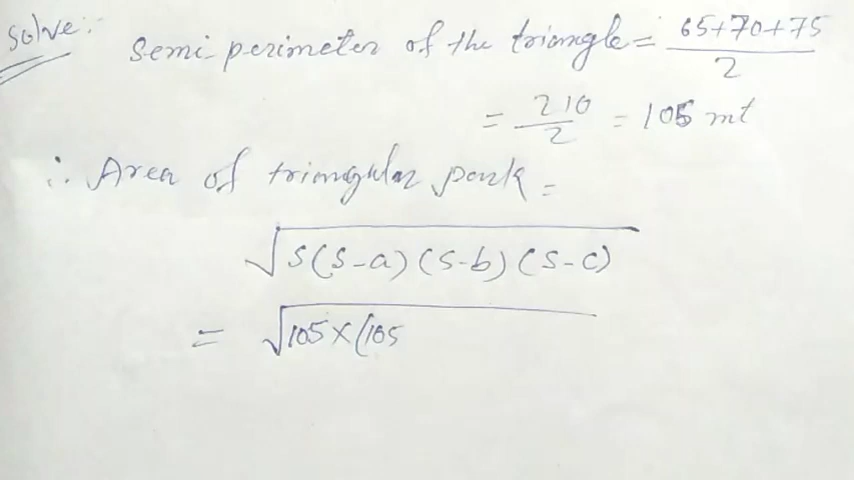 Solve:-
Semi perimeter of the triangle = 65+70+75 / 2
= 210/2 = 105 mt
∴ Area of triangular park =
√S(S-a)(S-b)(S-c)
= √105×(105